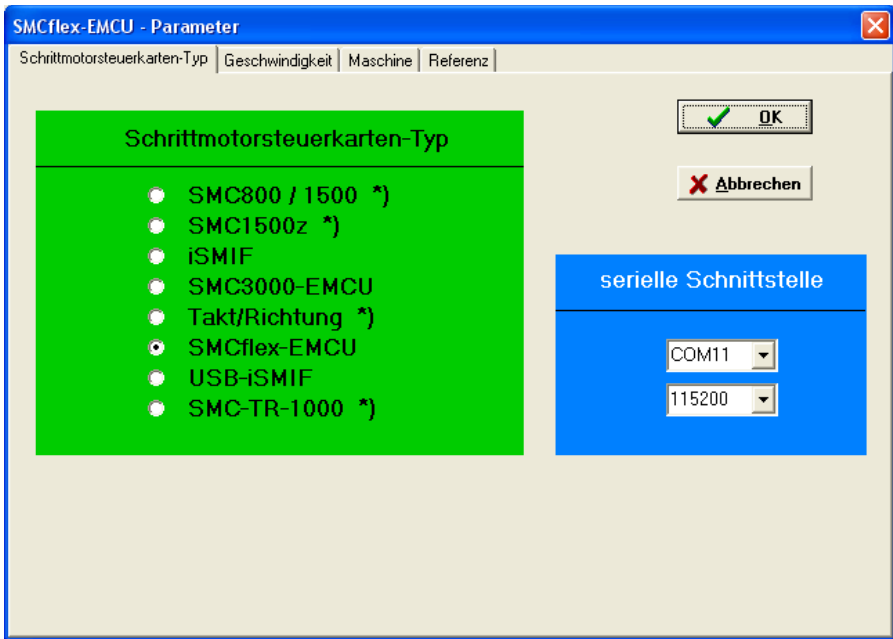 SMCflex-EMCU - Parameter
Schrittmotorsteuerkarten-Typ Geschwindigkeit Maschine Referenz
Schrittmotorsteuerkarten-Typ
SMC800 / 1500 *)
SMC1500z *)
iSMIF
SMC3000-EMCU
Takt/Richtung *)
SMCflex-EMCU
USB-iSMIF
SMC-TR-1000 *)
OK
Abbrechen
serielle Schnittstelle
COM11
115200